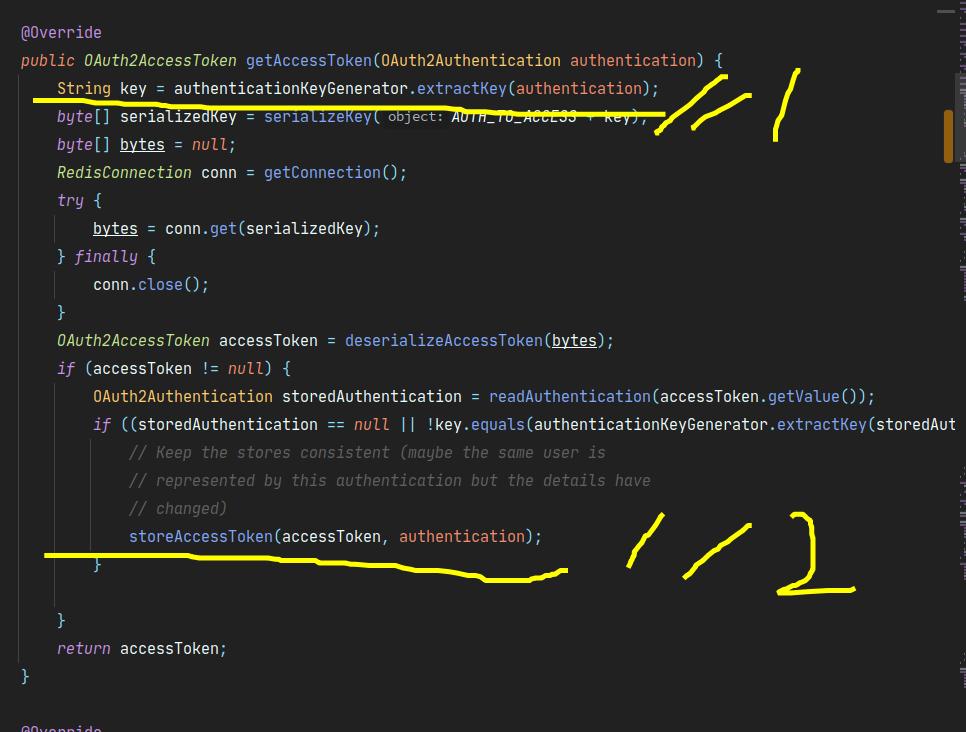 @Override
public OAuth2AccessToken getAccessToken(OAuth2Authentication authentication) {
String key = authenticationKeyGenerator.extractKey(authentication);
byte[] serializedKey = serializeKey( object: AUTH_TO_ACCESS + key); // 1
byte[] bytes = null;
RedisConnection conn = getConnection();
try {
bytes = conn.get(serializedKey);
} finally {
conn.close();
}
OAuth2AccessToken accessToken = deserializeAccessToken(bytes);
if (accessToken != null) {
OAuth2Authentication storedAuthentication = readAuthentication(accessToken.getValue());
if ((storedAuthentication == null || !key.equals(authenticationKeyGenerator.extractKey(storedAut
// Keep the stores consistent (maybe the same user is
// represented by this authentication but the details have
// changed)
storeAccessToken(accessToken, authentication); // 2
}
}
return accessToken;
}
@Override